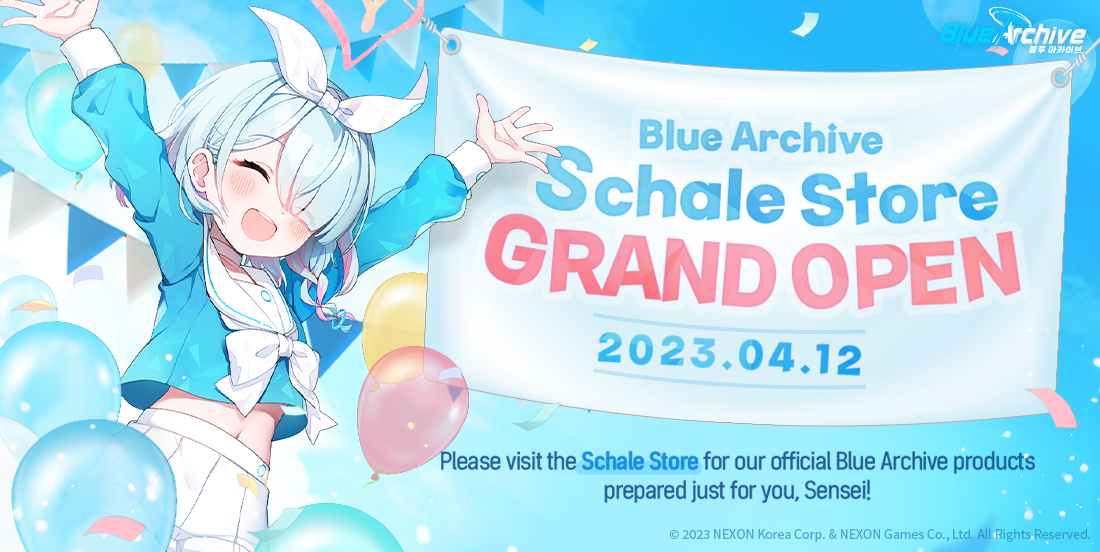 Blue Archive
블루 아카이브
Blue Archive
Schale Store
GRAND OPEN
2023.04.12
Please visit the Schale Store for our official Blue Archive products
prepared just for you, Sensei!
© 2023 NEXON Korea Corp. & NEXON Games Co., Ltd. All Rights Reserved.